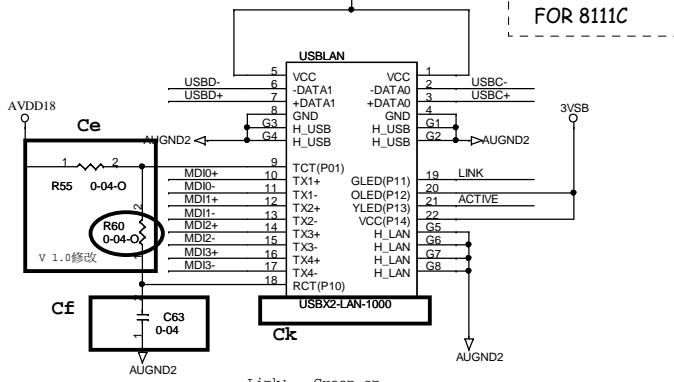 FOR 8111C
USBLAN
5 VCC VCC 1
USBD- 6 -DATA1 -DATA0 2 USBC-
USBD+ 7 +DATA1 +DATA0 3 USBC+
8 GND GND 4
G3 H_USB H_USB G1
AUGND2 G4 H_USB H_USB G2 AUGND2
AVDD18
3VSB
Ce
1 2
R55 0-04-O
9 TCT(P01)
MDI0+ 10 TX1+ GLED(P11) 19 LINK
MDI0- 11 TX1- OLED(P12) 20
MDI1+ 12 TX2+ YLED(P13) 21 ACTIVE
MDI1- 13 TX2- VCC(P14) 22
MDI2+ 14 TX3+ H_LAN G5
MDI2- 15 TX3- H_LAN G6
MDI3+ 16 TX4+ H_LAN G7
MDI3- 17 TX4- H_LAN G8
18 RCT(P10)
2
R60
0-04-O
1
V 1.0修改
USBX2-LAN-1000
Ck
Cf
2
C63
0-04
1
AUGND2
AUGND2